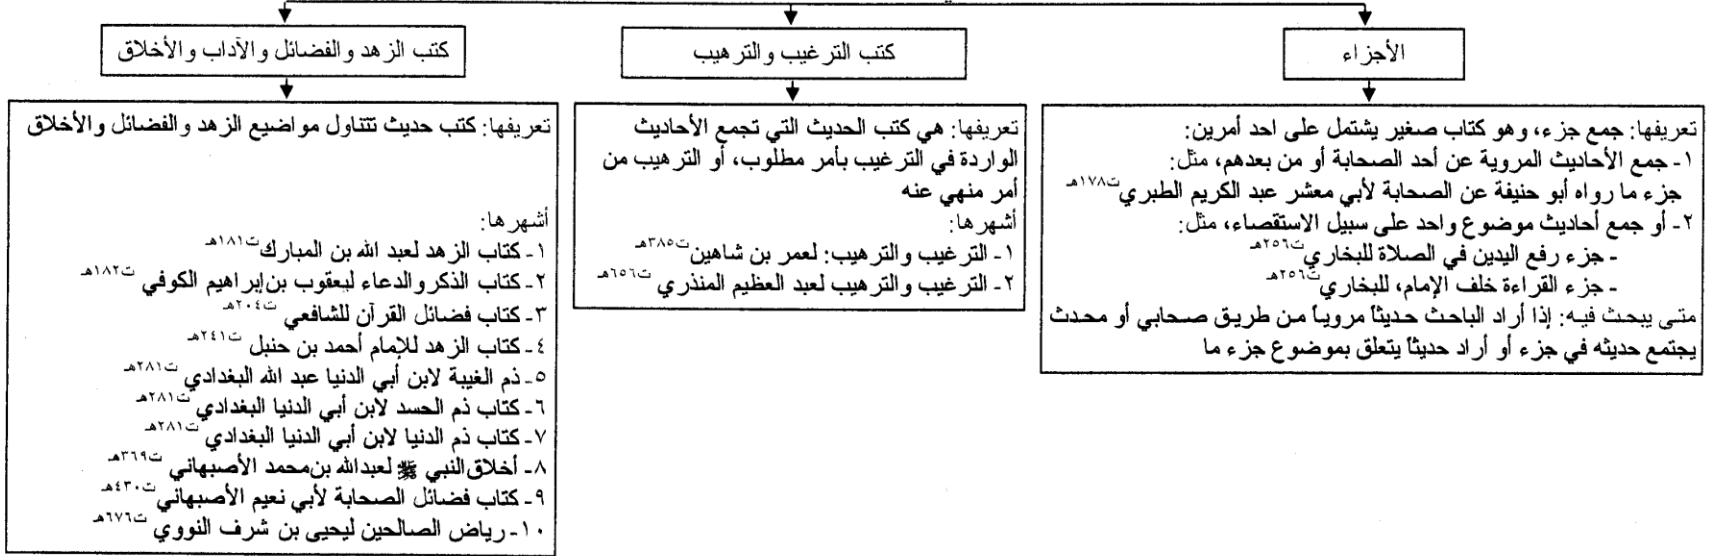 الأجزاء
تعريفها: جمع جزء، وهو كتاب صغير يشتمل على احد أمرين:
١- جمع الأحاديث المروية عن أحد الصحابة أو من بعدهم، مثل:
جزء ما رواه أبو حنيفة عن الصحابة لأبي معشر عبد الكريم الطبري ت١٧٨هـ
٢- أو جمع أحاديث موضوع واحد على سبيل الاستقصاء، مثل:
- جزء رفع اليدين في الصلاة للبخاري ت٢٥٦هـ
- جزء القراءة خلف الإمام، للبخاري ت٢٥٦هـ
متى يبحث فيه: إذا أراد الباحث حديثاً مروياً من طريق صحابي أو محدث
يجتمع حديثه في جزء أو أراد حديثاً يتعلق بموضوع جزء ما
كتب الترغيب والترهيب
تعريفها: هي كتب الحديث التي تجمع الأحاديث
الواردة في الترغيب بأمر مطلوب، أو الترهيب من
أمر منهي عنه
أشهرها:
١- الترغيب والترهيب: لعمر بن شاهين ت٣٨٥هـ
٢- الترغيب والترهيب لعبد العظيم المنذري ت٦٥٦هـ
كتب الزهد والفضائل والآداب والأخلاق
تعريفها: كتب حديث تتناول مواضيع الزهد والفضائل والأخلاق
أشهرها:
١- كتاب الزهد لعبد الله بن المبارك ت١٨١هـ
٢- كتاب الذكر والدعاء ليعقوب بن إبراهيم الكوفي ت١٨٢هـ
٣- كتاب فضائل القرآن للشافعي ت٢٠٤هـ
٤- كتاب الزهد للإمام أحمد بن حنبل ت٢٤١هـ
٥- ذم الغيبة لابن أبي الدنيا عبد الله البغدادي ت٢٨١هـ
٦- كتاب ذم الحسد لابن أبي الدنيا البغدادي ت٢٨١هـ
٧- كتاب ذم الدنيا لابن أبي الدنيا البغدادي ت٢٨١هـ
٨- أخلاق النبي ﷺ لعبدالله بن محمد الأصبهاني ت٣٦٩هـ
٩- كتاب فضائل الصحابة لأبي نعيم الأصبهاني ت٤٣٠هـ
١٠- رياض الصالحين ليحيى بن شرف النووي ت٦٧٦هـ